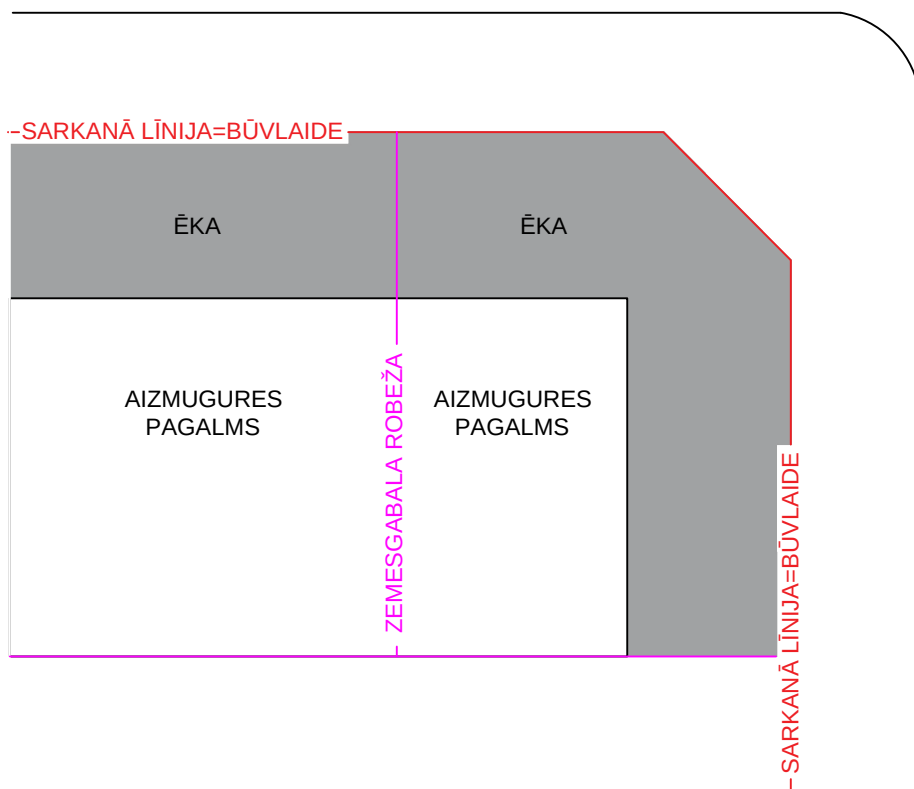 SARKANĀ LĪNIJA=BŪVLAIDE
ĒKA
ĒKA
AIZMUGURES
PAGALMS
AIZMUGURES
PAGALMS
ZEMESGABALA ROBEŽA
SARKANĀ LĪNIJA=BŪVLAIDE